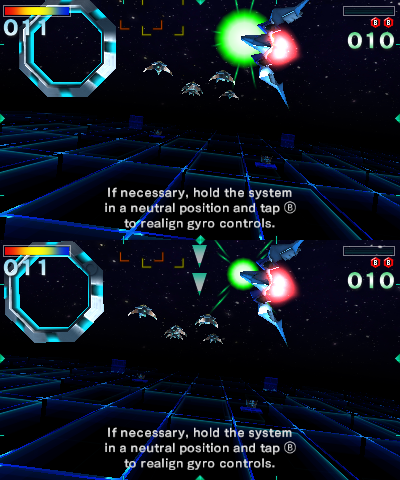 011
B B
010
If necessary, hold the system
in a neutral position and tap Ⓑ
to realign gyro controls.
011
B B
010
If necessary, hold the system
in a neutral position and tap Ⓑ
to realign gyro controls.